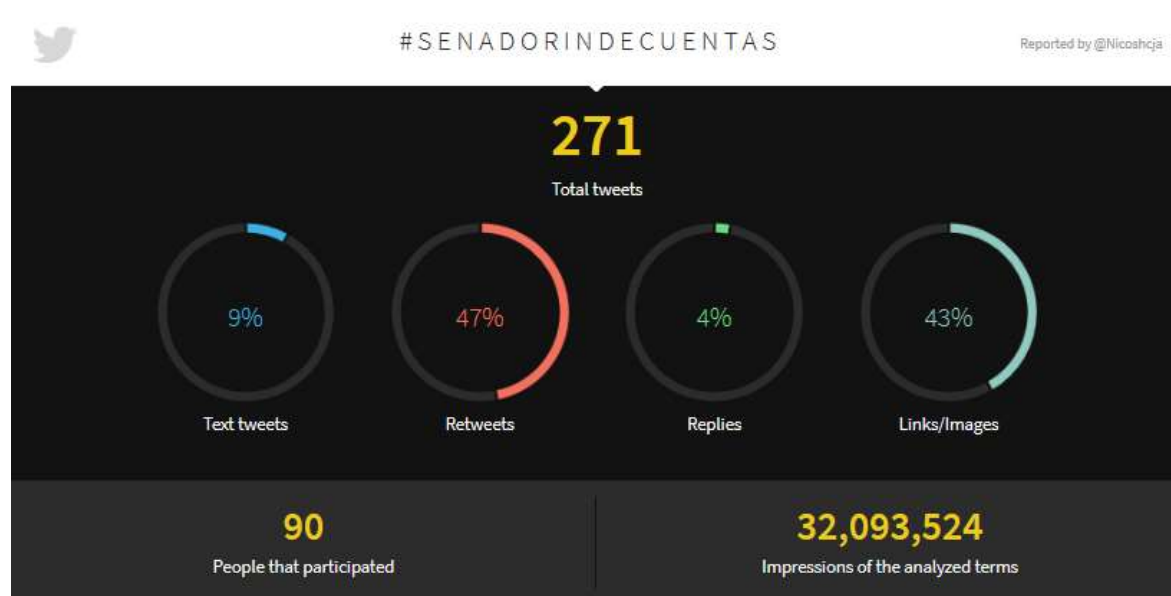 #SENADORINDECUENTAS
Reported by @Nicoshcja
271
Total tweets
9%
47%
4%
43%
Text tweets
Retweets
Replies
Links/Images
90
32,093,524
People that participated
Impressions of the analyzed terms